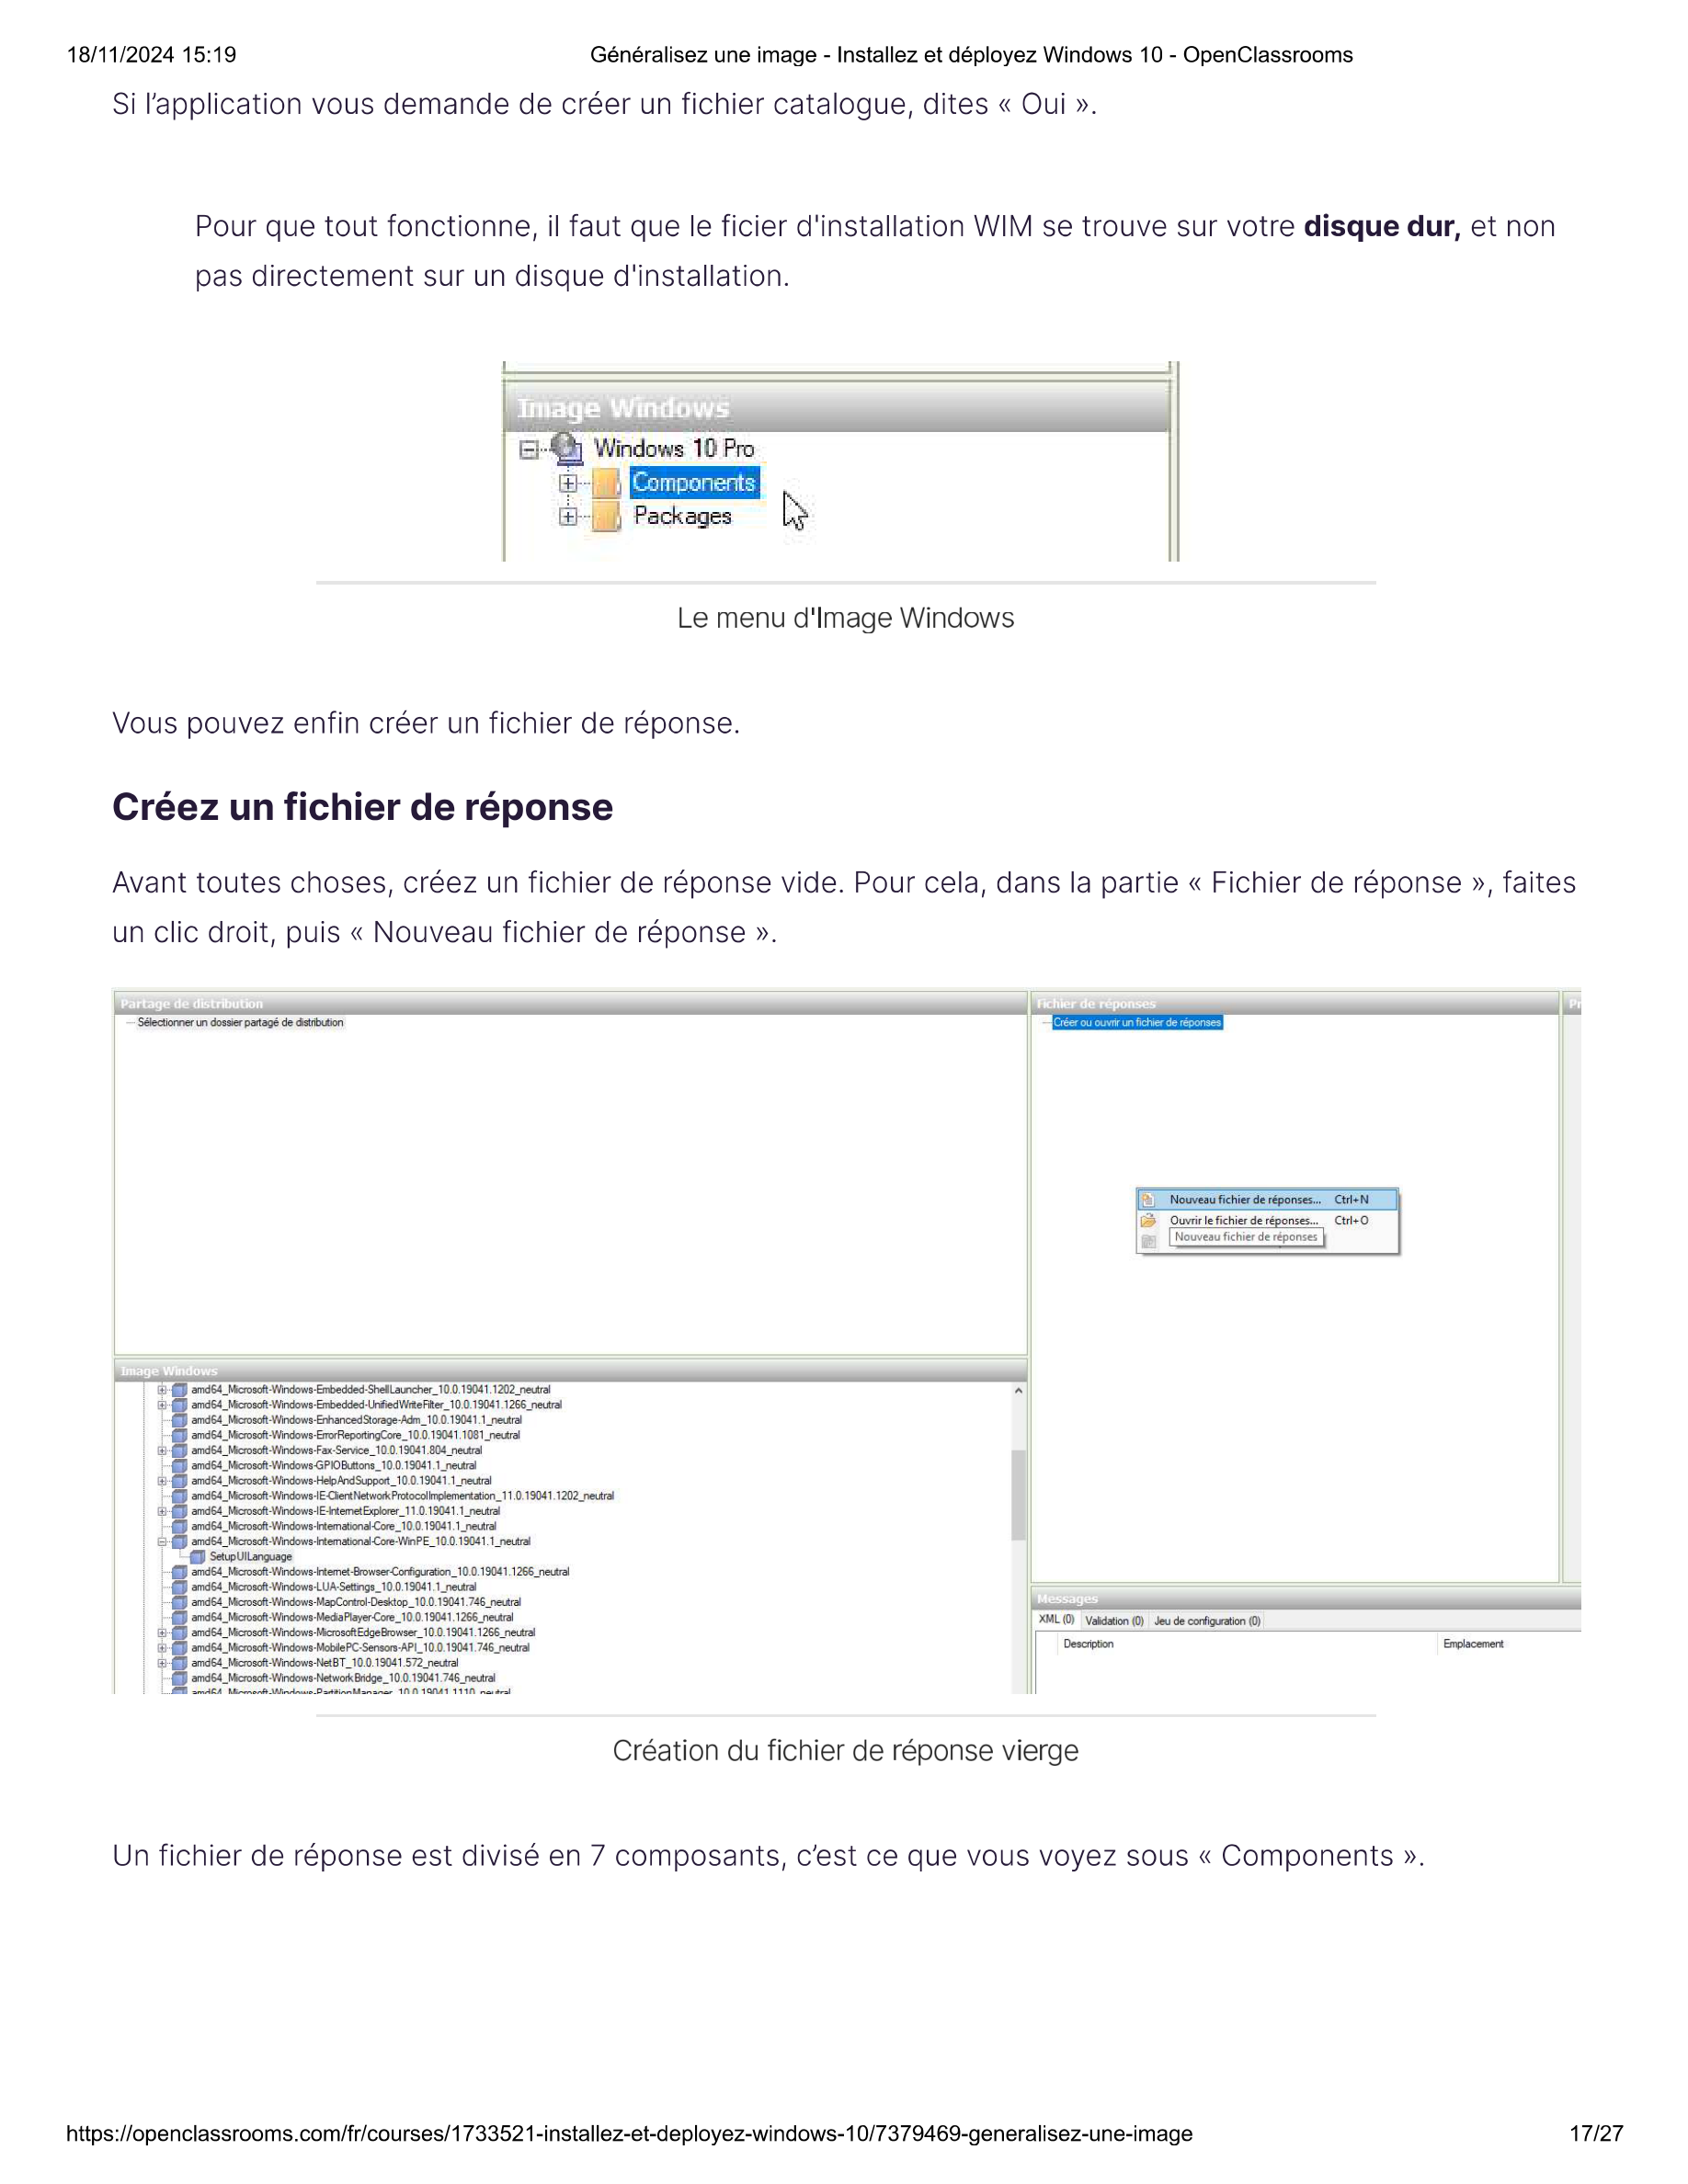 18/11/2024 15:19
Généralisez une image - Installez et déployez Windows 10 - OpenClassrooms
Si l’application vous demande de créer un fichier catalogue, dites « Oui ».
Pour que tout fonctionne, il faut que le ficier d'installation WIM se trouve sur votre disque dur, et non
pas directement sur un disque d'installation.
Image Windows
Windows 10 Pro
Components
Packages
Le menu d'Image Windows
Vous pouvez enfin créer un fichier de réponse.
Créez un fichier de réponse
Avant toutes choses, créez un fichier de réponse vide. Pour cela, dans la partie « Fichier de réponse », faites
un clic droit, puis « Nouveau fichier de réponse ».
Partage de distribution
Sélectionner un dossier partagé de distribution
Fichier de réponses
Pr
Créer ou ouvrir un fichier de réponses
Nouveau fichier de réponses... Ctrl+N
Ouvrir le fichier de réponses... Ctrl+O
Nouveau fichier de réponses
Image Windows
amd64_Microsoft-Windows-Embedded-ShellLauncher_10.0.19041.1202_neutral
amd64_Microsoft-Windows-Embedded-UnifiedWriteFilter_10.0.19041.1266_neutral
amd64_Microsoft-Windows-EnhancedStorage-Adm_10.0.19041.1_neutral
amd64_Microsoft-Windows-ErrorReportingCore_10.0.19041.1081_neutral
amd64_Microsoft-Windows-Fax-Service_10.0.19041.804_neutral
amd64_Microsoft-Windows-GPIOButtons_10.0.19041.1_neutral
amd64_Microsoft-Windows-HelpAndSupport_10.0.19041.1_neutral
amd64_Microsoft-Windows-IE-ClientNetworkProtocolImplementation_11.0.19041.1202_neutral
amd64_Microsoft-Windows-IE-InternetExplorer_11.0.19041.1_neutral
amd64_Microsoft-Windows-International-Core_10.0.19041.1_neutral
amd64_Microsoft-Windows-International-Core-WinPE_10.0.19041.1_neutral
SetupUILanguage
amd64_Microsoft-Windows-Internet-Browser-Configuration_10.0.19041.1266_neutral
amd64_Microsoft-Windows-LUA-Settings_10.0.19041.1_neutral
amd64_Microsoft-Windows-MapControl-Desktop_10.0.19041.746_neutral
amd64_Microsoft-Windows-MediaPlayer-Core_10.0.19041.1266_neutral
amd64_Microsoft-Windows-MicrosoftEdgeBrowser_10.0.19041.1266_neutral
amd64_Microsoft-Windows-MobilePC-Sensors-API_10.0.19041.746_neutral
amd64_Microsoft-Windows-NetBT_10.0.19041.572_neutral
amd64_Microsoft-Windows-NetworkBridge_10.0.19041.746_neutral
amd64_Microsoft-Windows-PartitionManager_10.0.19041.1110_neutral
Messages
XML (0) Validation (0) Jeu de configuration (0)
Description Emplacement
Création du fichier de réponse vierge
Un fichier de réponse est divisé en 7 composants, c’est ce que vous voyez sous « Components ».
https://openclassrooms.com/fr/courses/1733521-installez-et-deployez-windows-10/7379469-generalisez-une-image
17/27